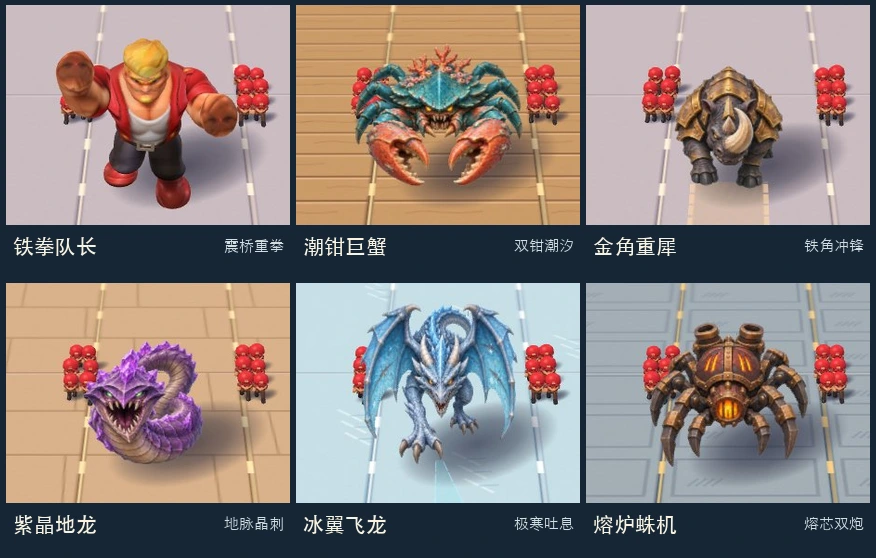 铁拳队长 震桥重拳
潮钳巨蟹 双钳潮汐
金角重犀 铁角冲锋
紫晶地龙 地脉晶刺
冰翼飞龙 极寒吐息
熔炉蛛机 熔芯双炮